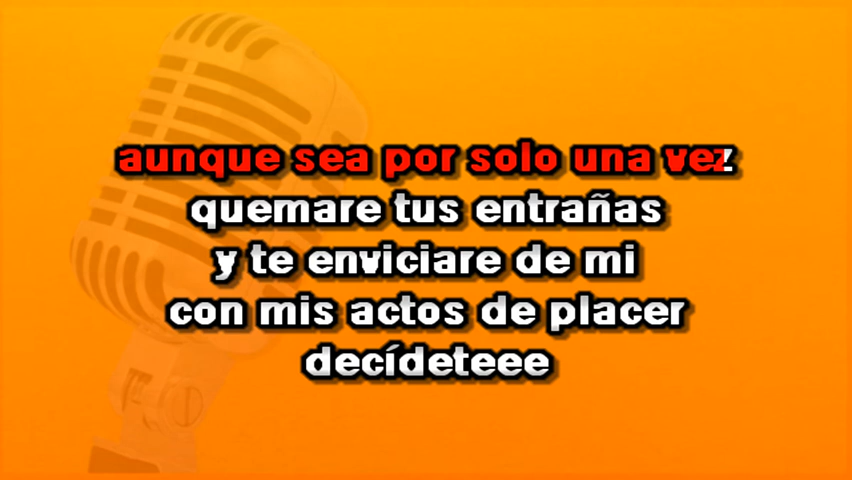 aunque sea por solo una vez
quemare tus entrañas
y te enviciare de mi
con mis actos de placer
decídeteee